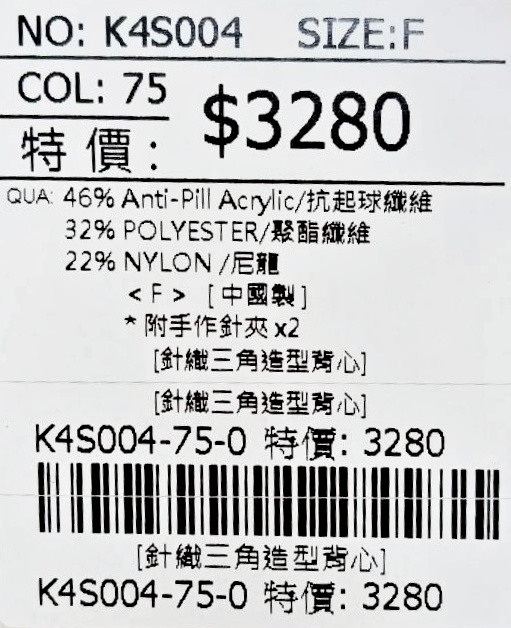 NO: K4S004 SIZE:F
COL: 75
$3280
特價:
QUA: 46% Anti-Pill Acrylic/抗起球纖維
32% POLYESTER/聚酯纖維
22% NYLON /尼龍
< F > [中國製]
* 附手作針夾 x2
[針織三角造型背心]
[針織三角造型背心]
K4S004-75-0 特價: 3280
[針織三角造型背心]
K4S004-75-0 特價: 3280